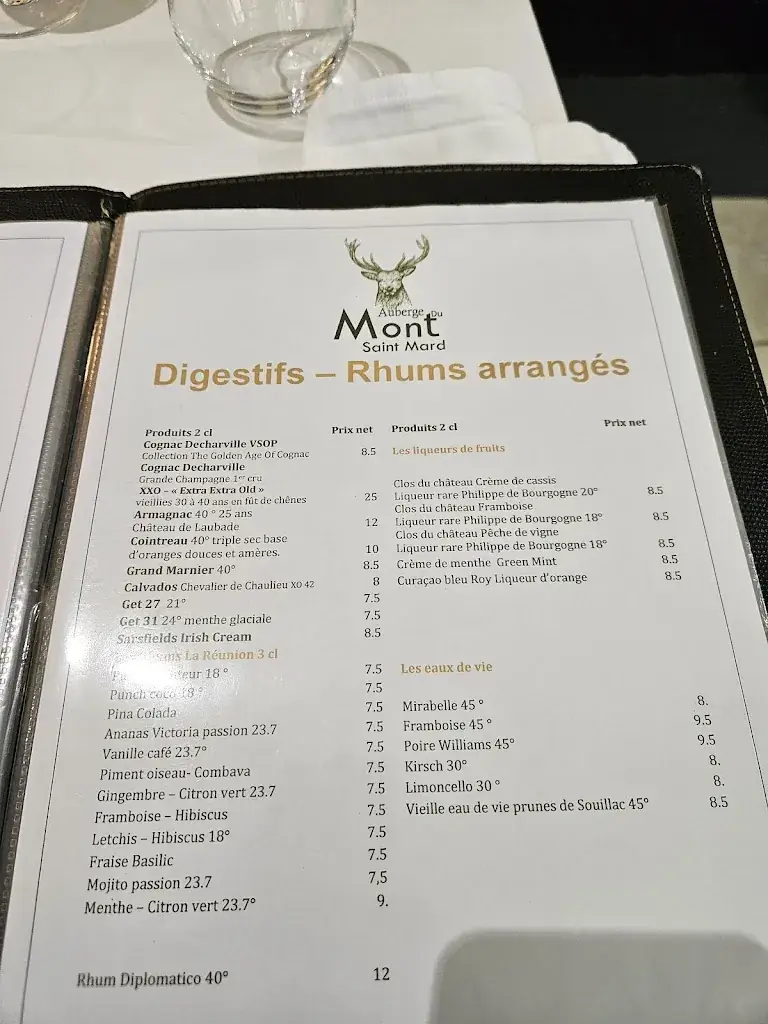 Auberge Du
Mont
Saint Mard
Digestifs – Rhums arrangés
Produits 2 cl Prix net
Cognac Decharville VSOP
Collection The Golden Age Of Cognac 8.5
Cognac Decharville
Grande Champagne 1er cru
XXO – « Extra Extra Old »
vieillies 30 à 40 ans en fût de chênes 25
Armagnac 40 ° 25 ans
Château de Laubade 12
Cointreau 40° triple sec base
d'oranges douces et amères. 10
Grand Marnier 40° 8.5
Calvados Chevalier de Chaulieu XO 42 8
Get 27 21° 7.5
Get 31 24° menthe glaciale 7.5
Sarsfields Irish Cream 8.5
La Réunion 3 cl
18 ° 7.5
Punch coco 18 ° 7.5
Pina Colada 7.5
Ananas Victoria passion 23.7 7.5
Vanille café 23.7° 7.5
Piment oiseau- Combava 7.5
Gingembre – Citron vert 23.7 7.5
Framboise – Hibiscus 7.5
Letchis – Hibiscus 18° 7.5
Fraise Basilic 7.5
Mojito passion 23.7 7,5
Menthe – Citron vert 23.7° 9.
Rhum Diplomatico 40° 12
Produits 2 cl Prix net
Les liqueurs de fruits
Clos du château Crème de cassis
Liqueur rare Philippe de Bourgogne 20° 8.5
Clos du château Framboise
Liqueur rare Philippe de Bourgogne 18° 8.5
Clos du château Pêche de vigne
Liqueur rare Philippe de Bourgogne 18° 8.5
Crème de menthe Green Mint 8.5
Curaçao bleu Roy Liqueur d'orange 8.5
Les eaux de vie
Mirabelle 45 ° 8.
Framboise 45 ° 9.5
Poire Williams 45° 9.5
Kirsch 30° 8.
Limoncello 30 ° 8.
Vieille eau de vie prunes de Souillac 45° 8.5